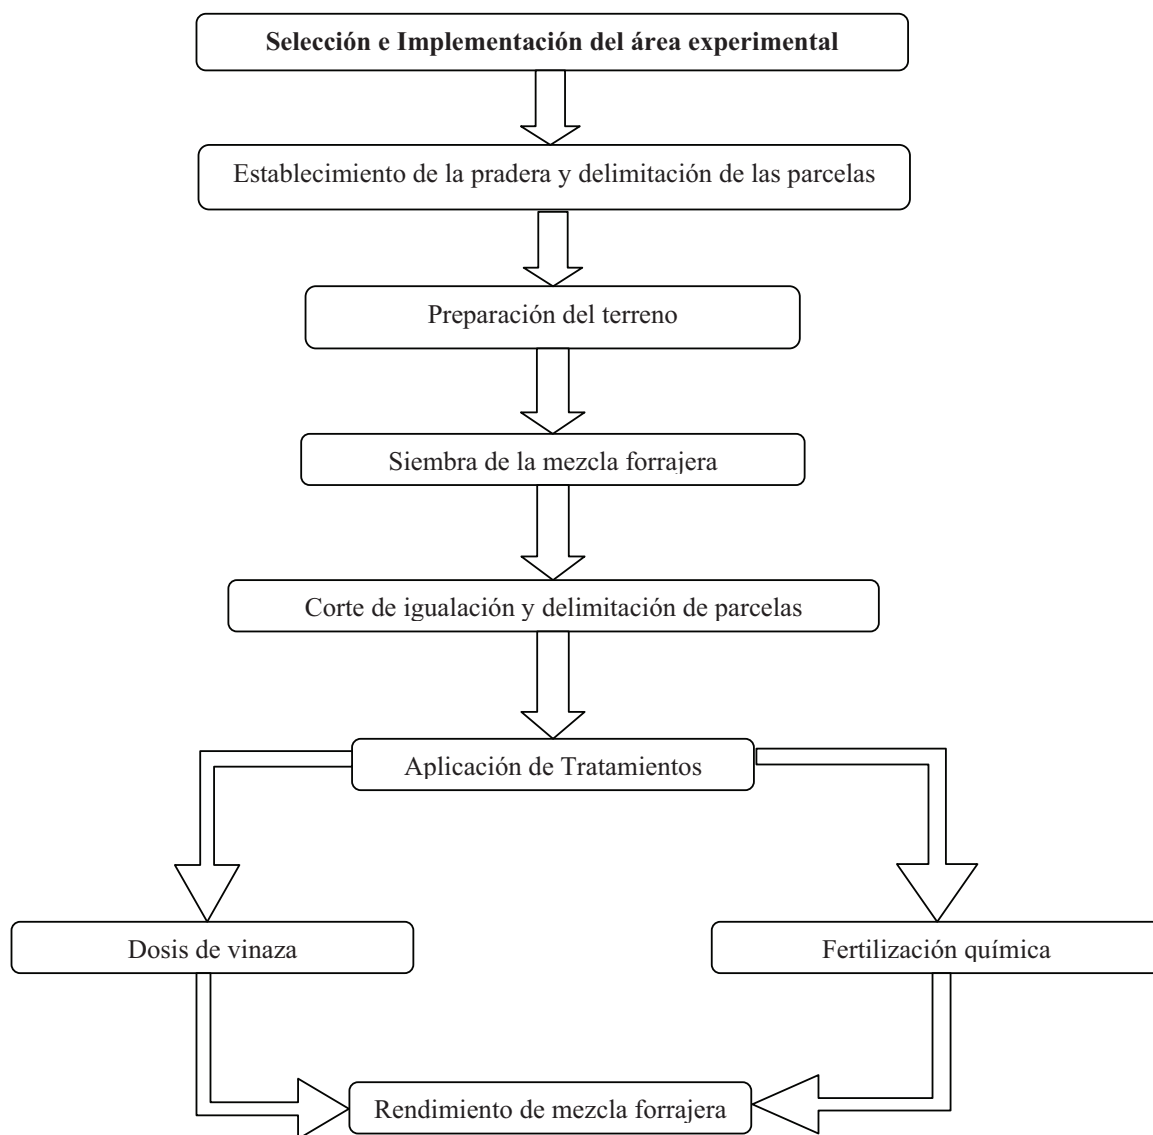 Selección e Implementación del área experimental
Establecimiento de la pradera y delimitación de las parcelas
Preparación del terreno
Siembra de la mezcla forrajera
Corte de igualación y delimitación de parcelas
Aplicación de Tratamientos
Dosis de vinaza
Fertilización química
Rendimiento de mezcla forrajera